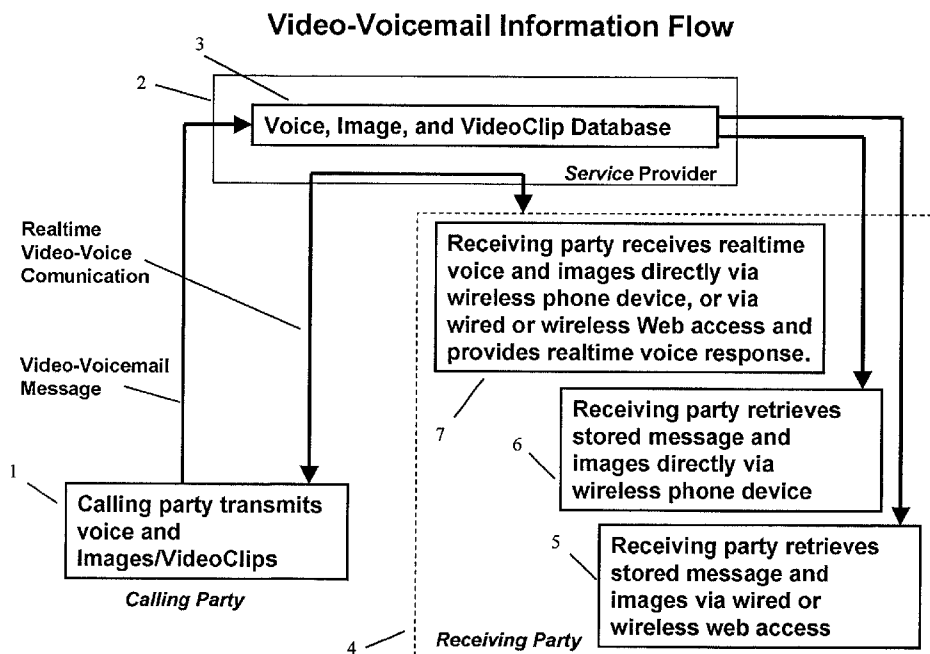 Video-Voicemail Information Flow
3
2
Voice, Image, and VideoClip Database
Service Provider
Realtime
Video-Voice
Comunication
Receiving party receives realtime
voice and images directly via
wireless phone device, or via
wired or wireless Web access and
provides realtime voice response.
Video-Voicemail
Message
7
Receiving party retrieves
stored message and
images directly via
wireless phone device
6
1
Calling party transmits
voice and
Images/VideoClips
Calling Party
5
Receiving party retrieves
stored message and
images via wired or
wireless web access
4
Receiving Party